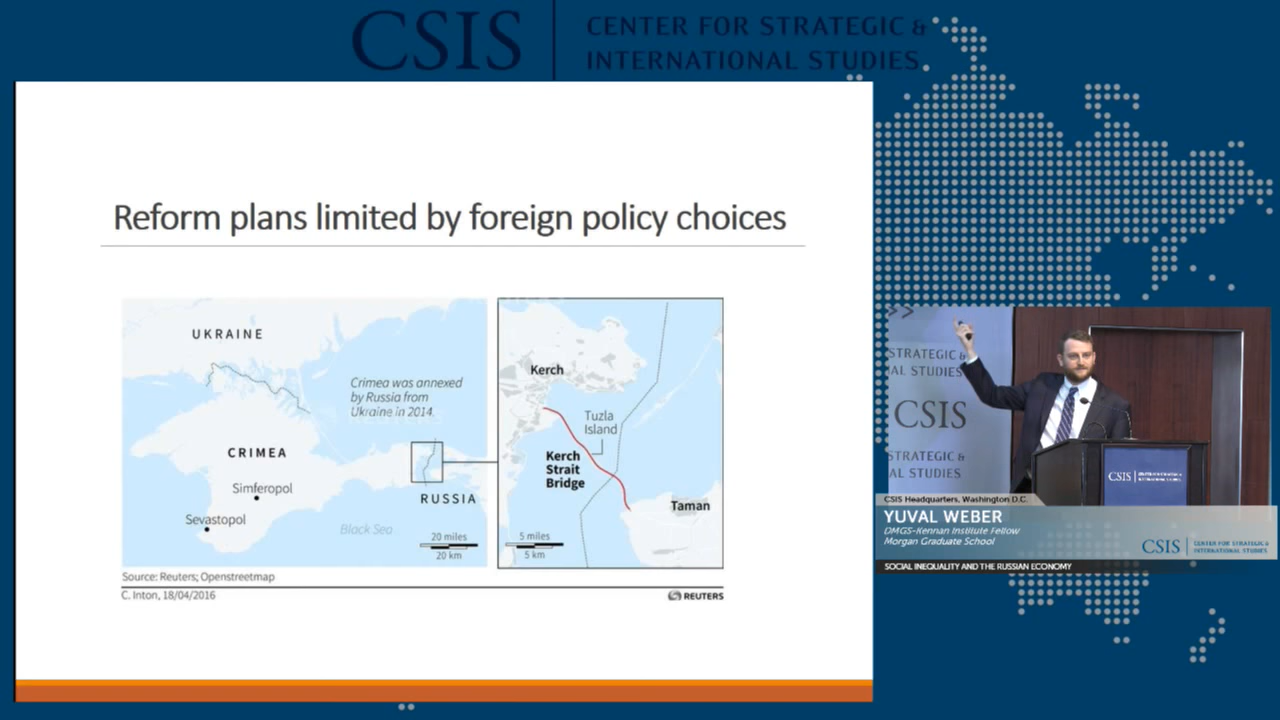 CSIS
CENTER FOR STRATEGIC &
INTERNATIONAL STUDIES
Reform plans limited by foreign policy choices
UKRAINE
Crimea was annexed
by Russia from
Ukraine in 2014.
CRIMEA
Simferopol
Sevastopol
RUSSIA
Black Sea
20 miles
20 km
Kerch
Tuzla
Island
Kerch
Strait
Bridge
Taman
5 miles
5 km
Source: Reuters; Openstreetmap
C. Inton, 18/04/2016
REUTERS
>>
STRATEGIC &
AL STUDIES
CSIS
STRATEGIC &
AL STUDIES
CSIS
CSIS Headquarters, Washington D.C.
YUVAL WEBER
DMGS-Kennan Institute Fellow
Morgan Graduate School
CSIS
CENTER FOR STRATEGIC &
INTERNATIONAL STUDIES
SOCIAL INEQUALITY AND THE RUSSIAN ECONOMY